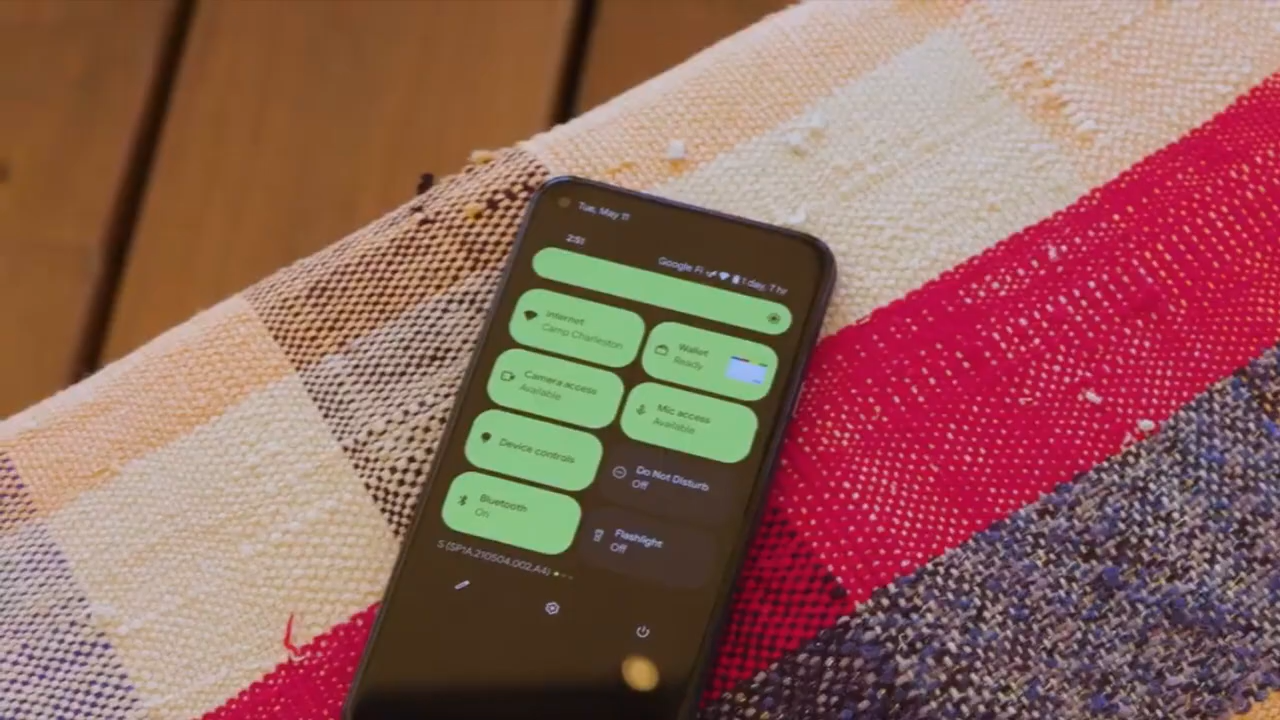 Tue, May 11
2:51
Google Fi 1 day, 7 hr
Internet
Camp Charleston
Wallet
Ready
Camera access
Available
Mic access
Available
Device controls
Do Not Disturb
Off
Bluetooth
On
Flashlight
Off
S (SP1A.210504.002.A4)